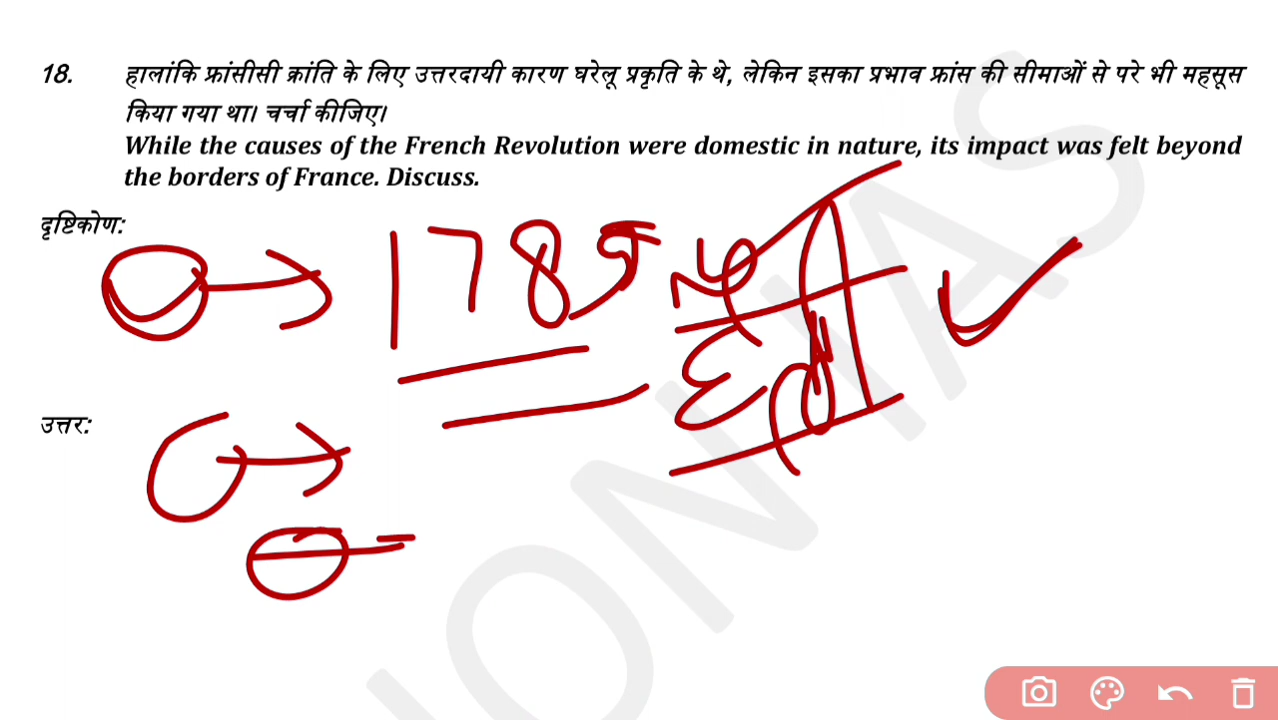 18. हालांकि फ्रांसीसी क्रांति के लिए उत्तरदायी कारण घरेलू प्रकृति के थे, लेकिन इसका प्रभाव फ्रांस की सीमाओं से परे भी महसूस
किया गया था। चर्चा कीजिए।
While the causes of the French Revolution were domestic in nature, its impact was felt beyond
the borders of France. Discuss.
दृष्टिकोण:
उत्तर: